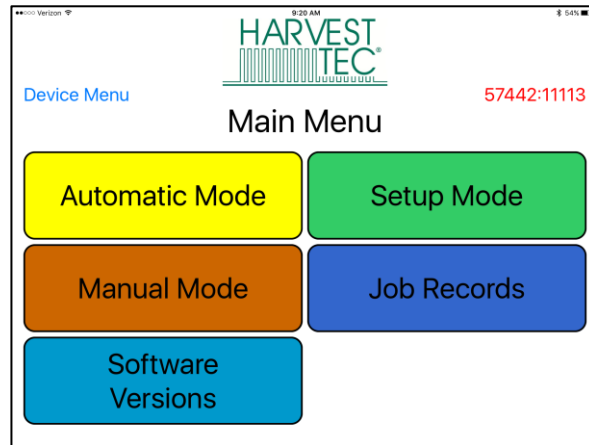 Verizon 9:20 AM 54%
HARVEST
TEC®
Device Menu 57442:11113
Main Menu
Automatic Mode Setup Mode
Manual Mode Job Records
Software
Versions